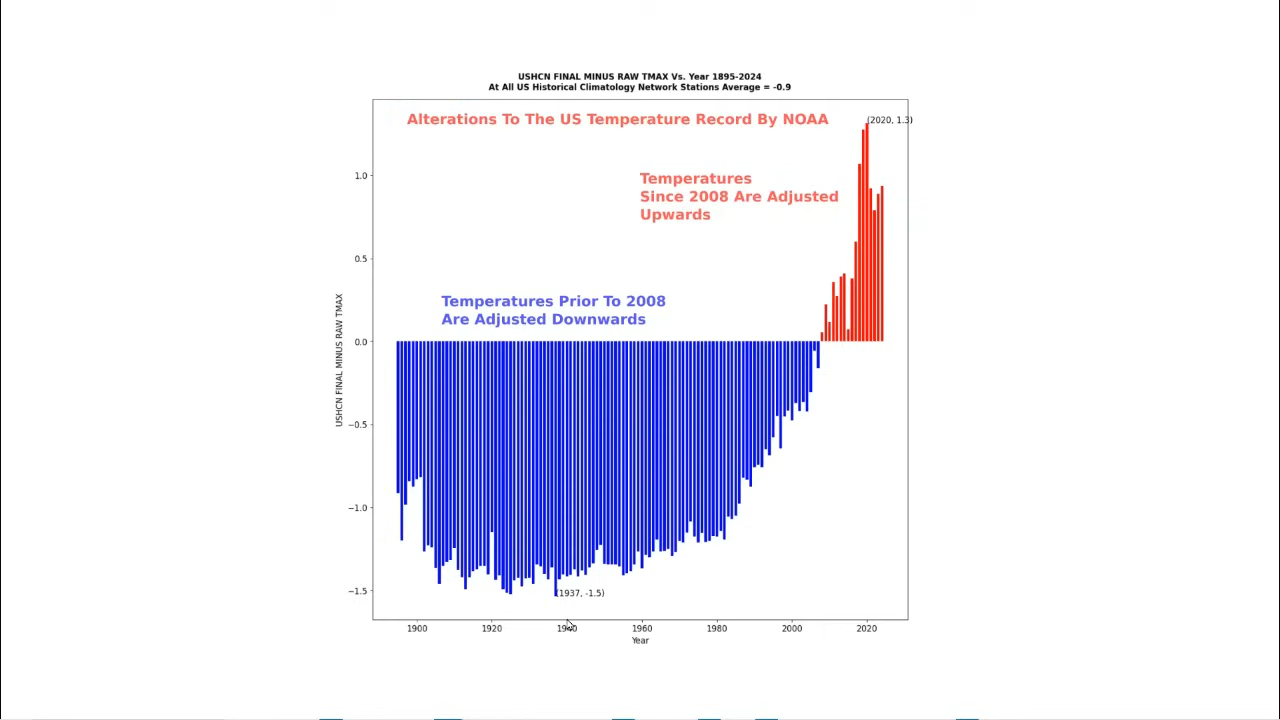 USHCN FINAL MINUS RAW TMAX Vs. Year 1895-2024
At All US Historical Climatology Network Stations Average = -0.9
Alterations To The US Temperature Record By NOAA
(2020, 1.3)
Temperatures
Since 2008 Are Adjusted
Upwards
Temperatures Prior To 2008
Are Adjusted Downwards
USHCN FINAL MINUS RAW TMAX
1.0
0.5
0.0
−0.5
−1.0
−1.5
(1937, -1.5)
1900 1920 1940 1960 1980 2000 2020
Year